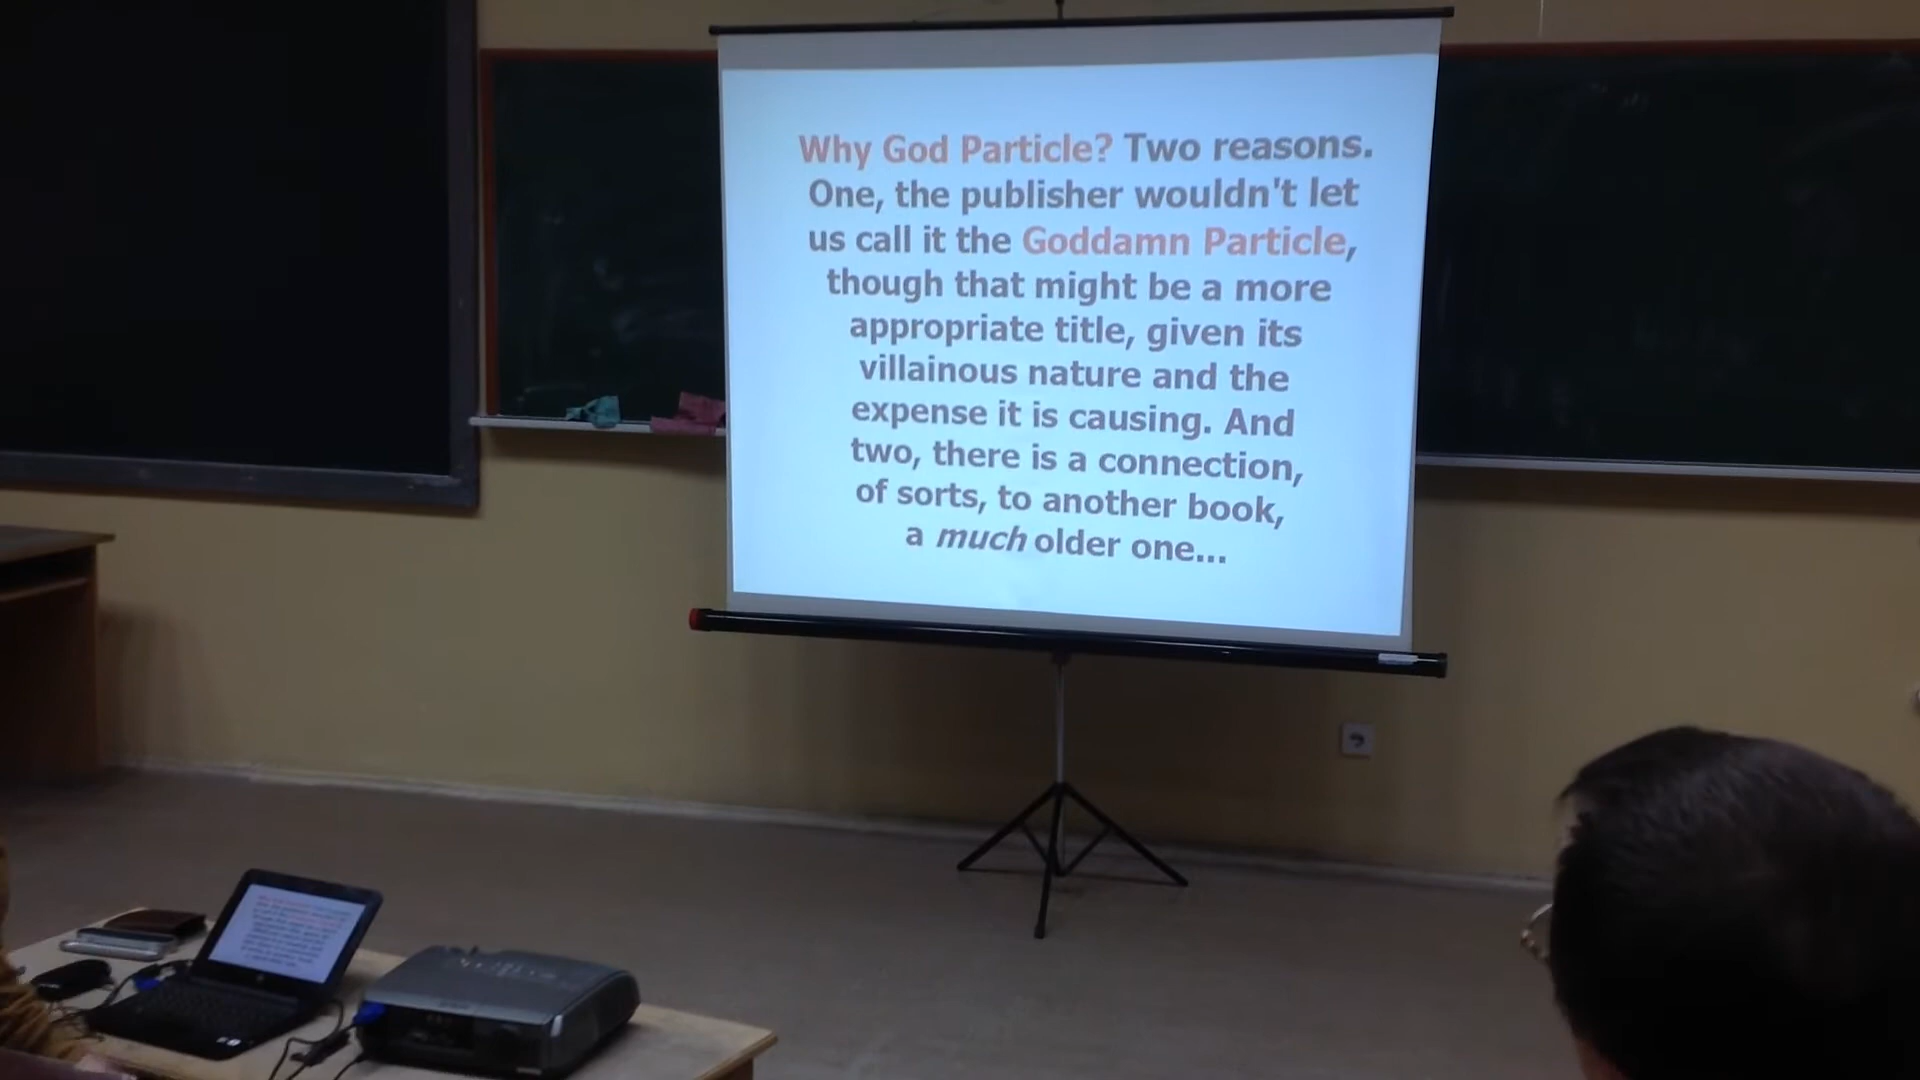 Why God Particle? Two reasons.
One, the publisher wouldn't let
us call it the Goddamn Particle,
though that might be a more
appropriate title, given its
villainous nature and the
expense it is causing. And
two, there is a connection,
of sorts, to another book,
a much older one...